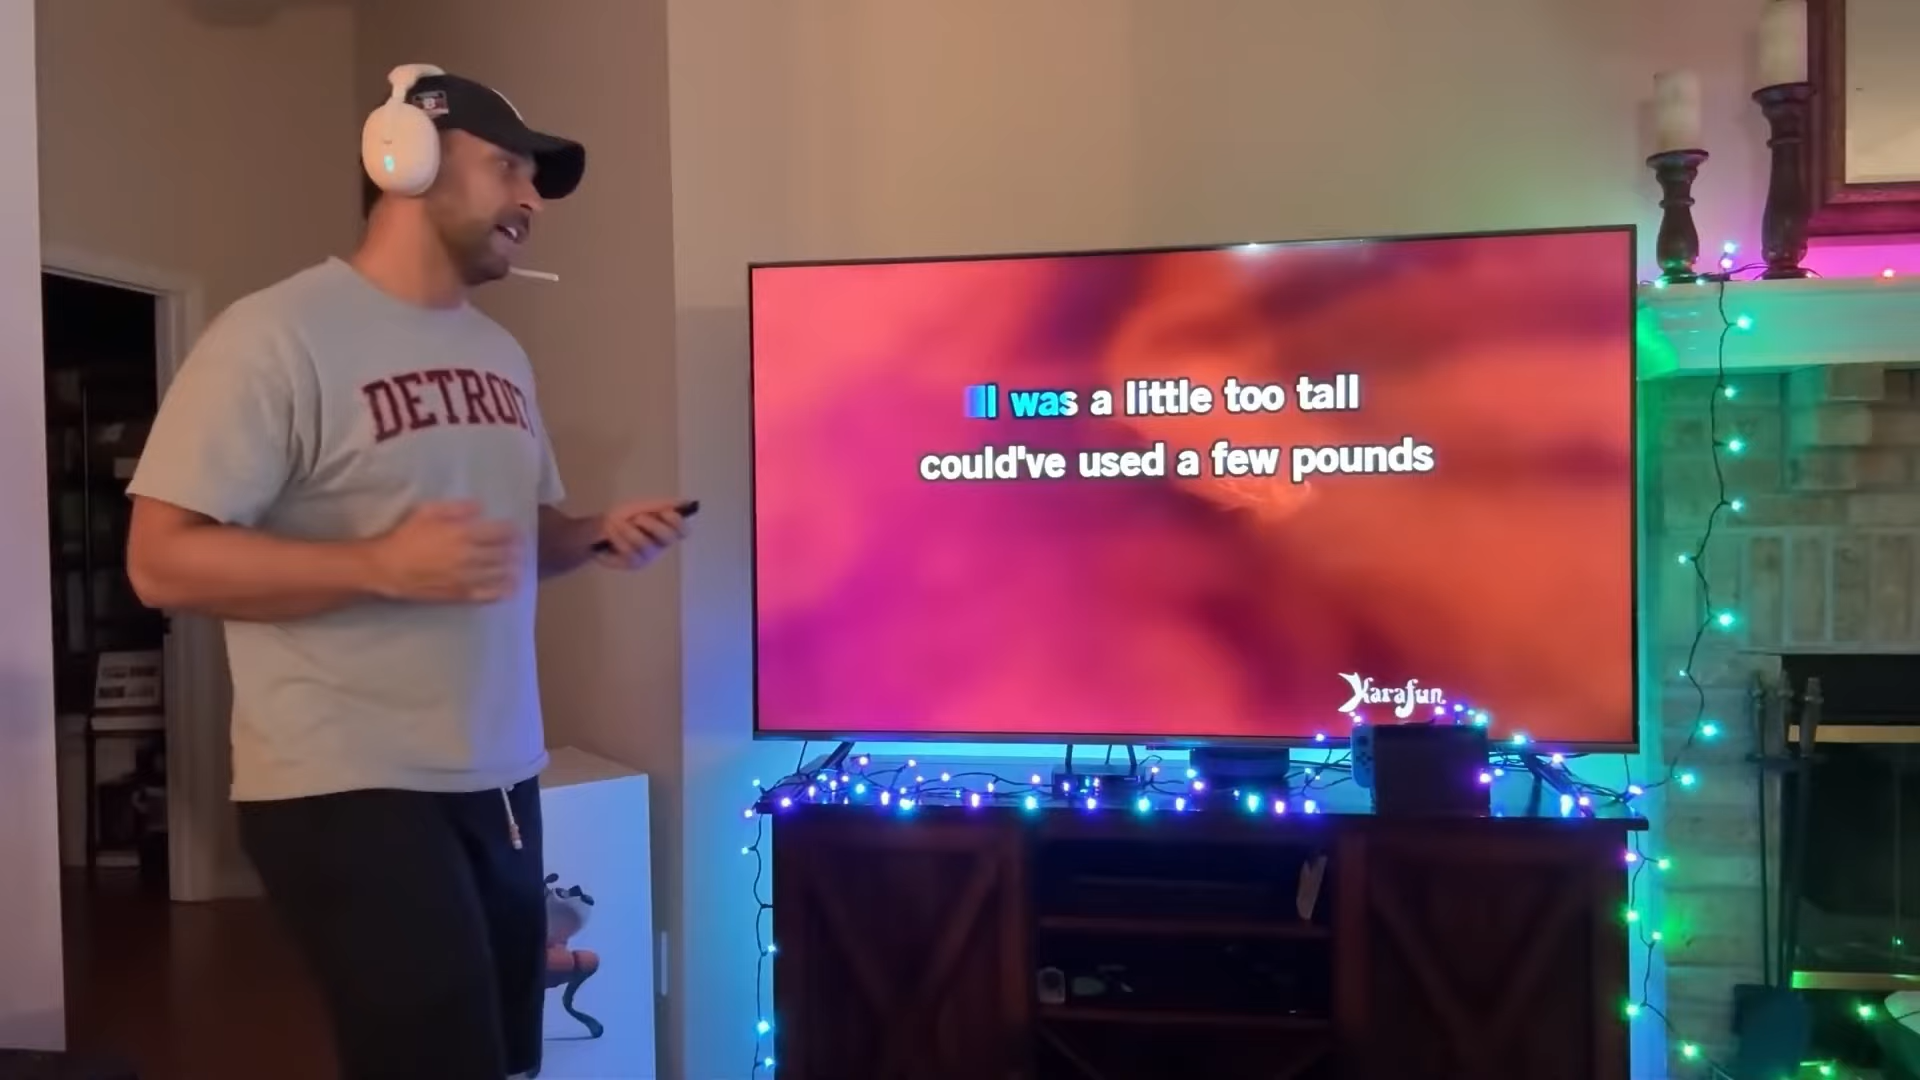 DETROIT
I was a little too tall
could've used a few pounds
Karafun